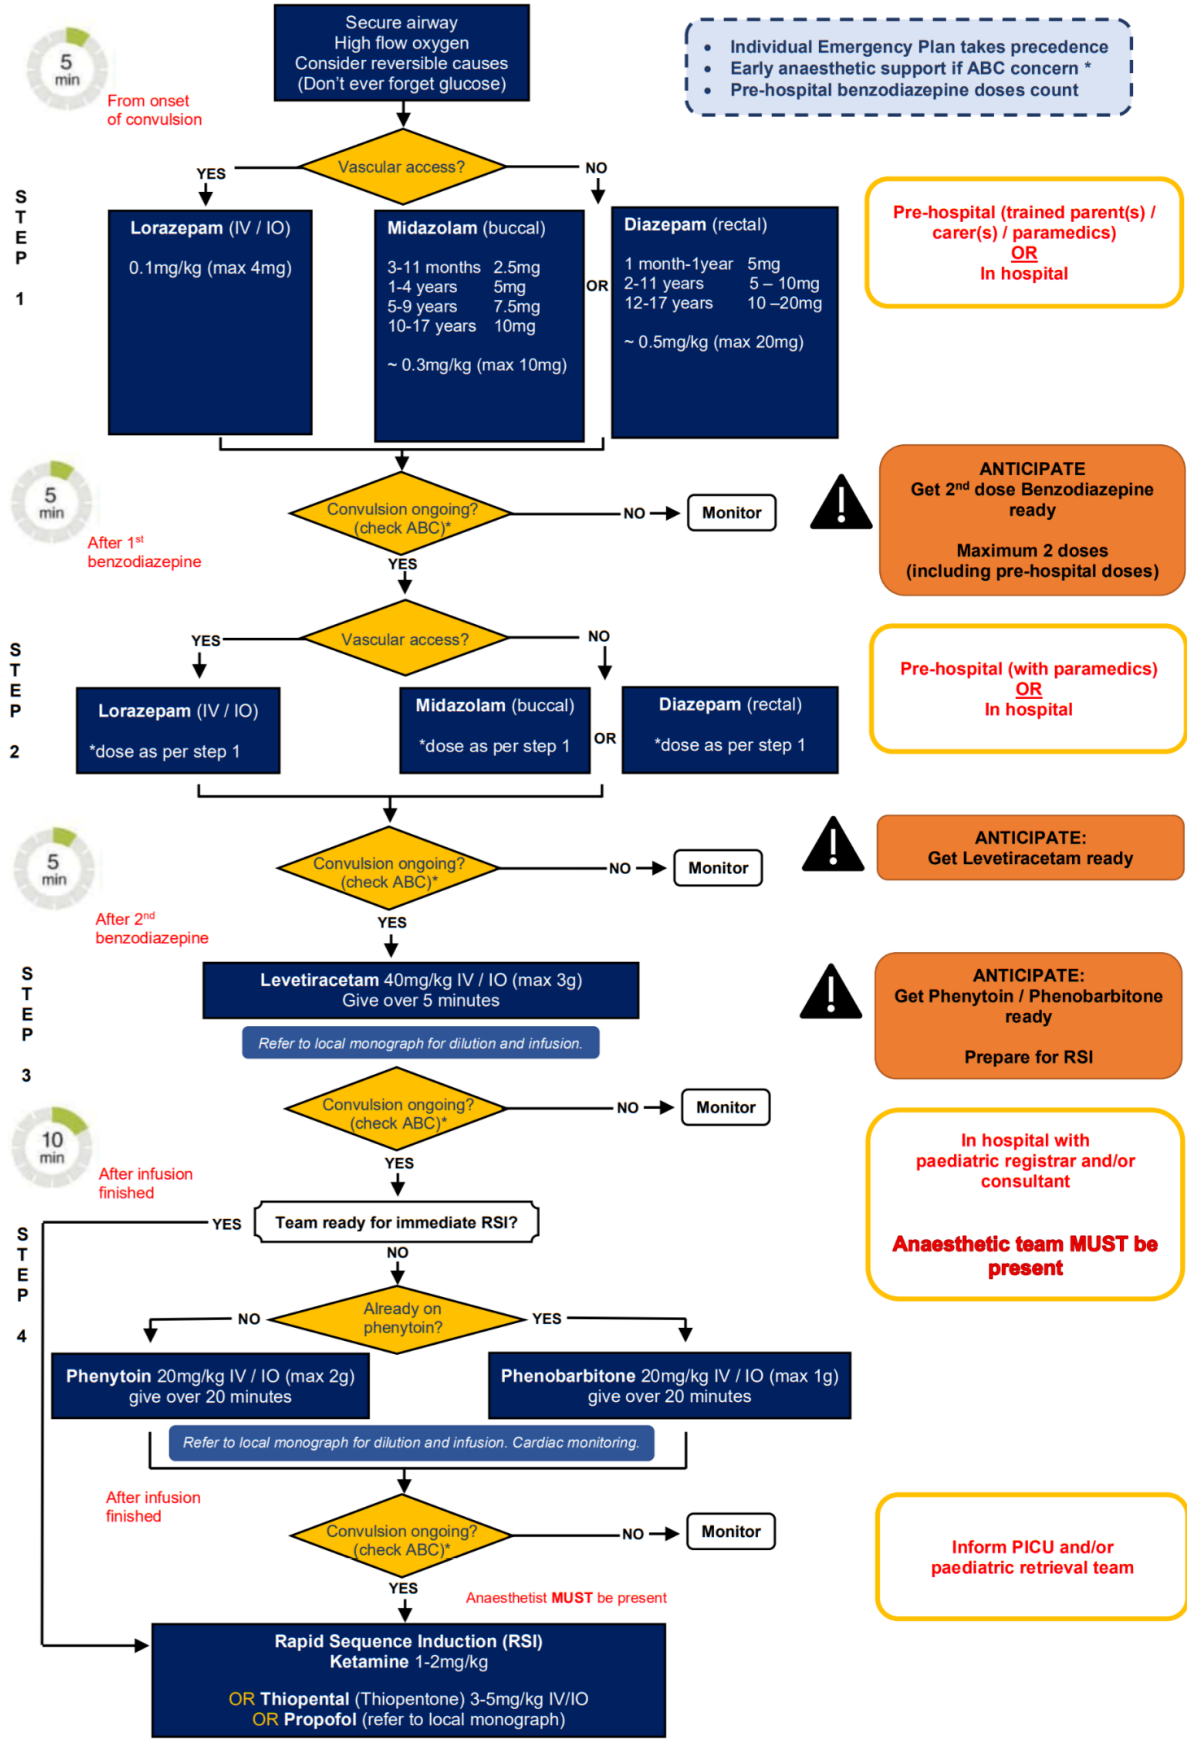 Secure airway
High flow oxygen
Consider reversible causes
(Don't ever forget glucose)
• Individual Emergency Plan takes precedence
• Early anaesthetic support if ABC concern *
• Pre-hospital benzodiazepine doses count
5
min
From onset
of convulsion
Vascular access?
YES
NO
STEP
1
Lorazepam (IV / IO)
0.1mg/kg (max 4mg)
Midazolam (buccal)
3-11 months 2.5mg
1-4 years 5mg
5-9 years 7.5mg
10-17 years 10mg
~ 0.3mg/kg (max 10mg)
OR
Diazepam (rectal)
1 month-1year 5mg
2-11 years 5 – 10mg
12-17 years 10 –20mg
~ 0.5mg/kg (max 20mg)
Pre-hospital (trained parent(s) /
carer(s) / paramedics)
OR
In hospital
5
min
After 1st
benzodiazepine
Convulsion ongoing?
(check ABC)*
NO
Monitor
YES
ANTICIPATE
Get 2nd dose Benzodiazepine
ready
Maximum 2 doses
(including pre-hospital doses)
STEP
2
Vascular access?
YES
NO
Lorazepam (IV / IO)
*dose as per step 1
Midazolam (buccal)
*dose as per step 1
OR
Diazepam (rectal)
*dose as per step 1
Pre-hospital (with paramedics)
OR
In hospital
5
min
After 2nd
benzodiazepine
Convulsion ongoing?
(check ABC)*
NO
Monitor
YES
ANTICIPATE:
Get Levetiracetam ready
STEP
3
Levetiracetam 40mg/kg IV / IO (max 3g)
Give over 5 minutes
Refer to local monograph for dilution and infusion.
ANTICIPATE:
Get Phenytoin / Phenobarbitone
ready
Prepare for RSI
10
min
After infusion
finished
Convulsion ongoing?
(check ABC)*
NO
Monitor
YES
In hospital with
paediatric registrar and/or
consultant
Anaesthetic team MUST be
present
STEP
4
YES
Team ready for immediate RSI?
NO
Already on
phenytoin?
NO
YES
Phenytoin 20mg/kg IV / IO (max 2g)
give over 20 minutes
Phenobarbitone 20mg/kg IV / IO (max 1g)
give over 20 minutes
Refer to local monograph for dilution and infusion. Cardiac monitoring.
After infusion
finished
Convulsion ongoing?
(check ABC)*
NO
Monitor
YES
Anaesthetist MUST be present
Inform PICU and/or
paediatric retrieval team
Rapid Sequence Induction (RSI)
Ketamine 1-2mg/kg
OR Thiopental (Thiopentone) 3-5mg/kg IV/IO
OR Propofol (refer to local monograph)